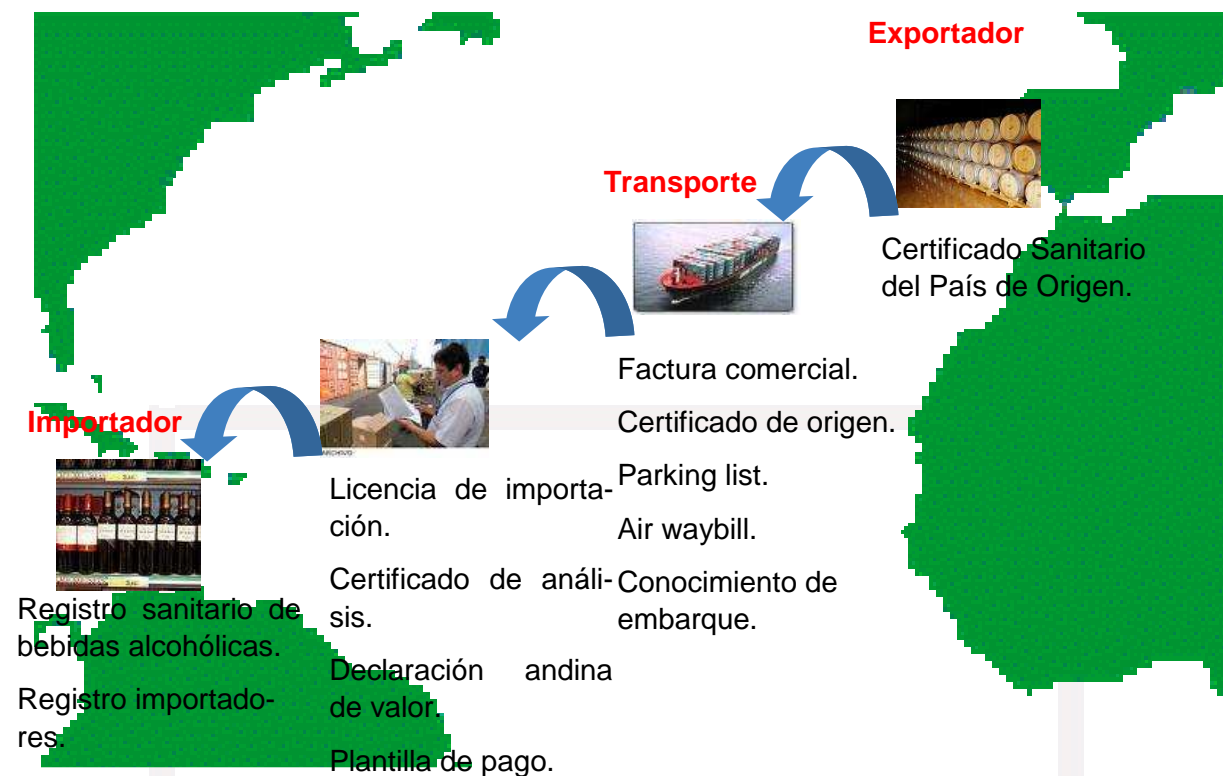 Exportador
Certificado Sanitario
del País de Origen.
Transporte
Factura comercial.
Certificado de origen.
Parking list.
Air waybill.
Conocimiento de
embarque.
ARCHIVO
Licencia de importa-
ción.
Certificado de análi-
sis.
Declaración andina
de valor.
Plantilla de pago.
Importador
Registro sanitario de
bebidas alcohólicas.
Registro importado-
res.